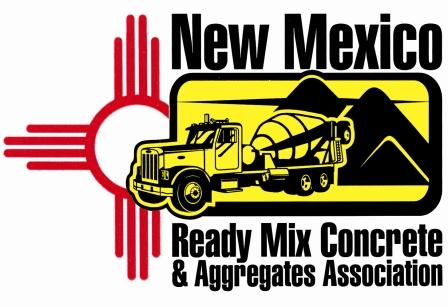 New Mexico
Ready Mix Concrete
& Aggregates Association